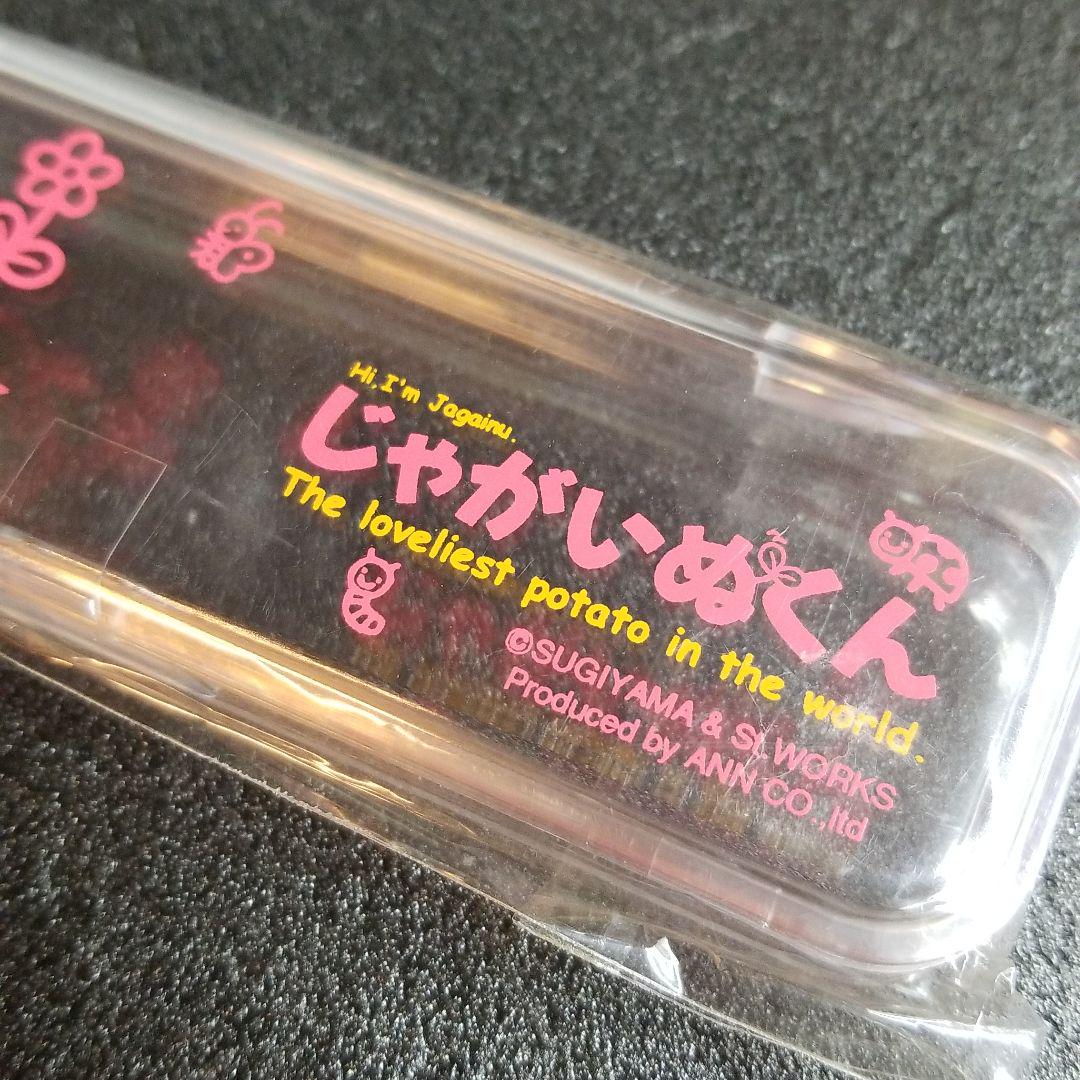 Hi,I'm Jagainu.
じゃがいぬくん
The loveliest potato in the world.
©SUGIYAMA & SI. WORKS
Produced by ANN CO.,ltd